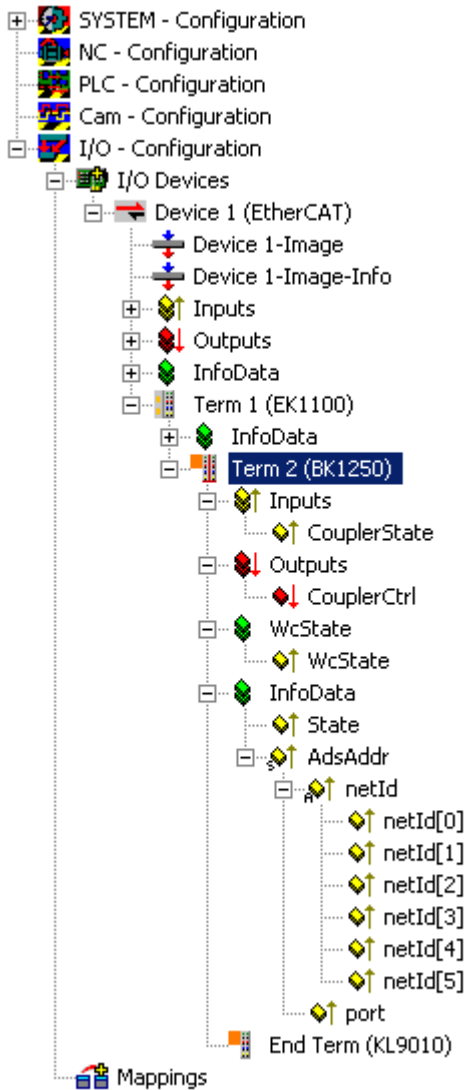 SYSTEM - Configuration
NC - Configuration
PLC - Configuration
Cam - Configuration
I/O - Configuration
I/O Devices
Device 1 (EtherCAT)
Device 1-Image
Device 1-Image-Info
Inputs
Outputs
InfoData
Term 1 (EK1100)
InfoData
Term 2 (BK1250)
Inputs
CouplerState
Outputs
CouplerCtrl
WcState
WcState
InfoData
State
AdsAddr
netId
netId[0]
netId[1]
netId[2]
netId[3]
netId[4]
netId[5]
port
End Term (KL9010)
Mappings